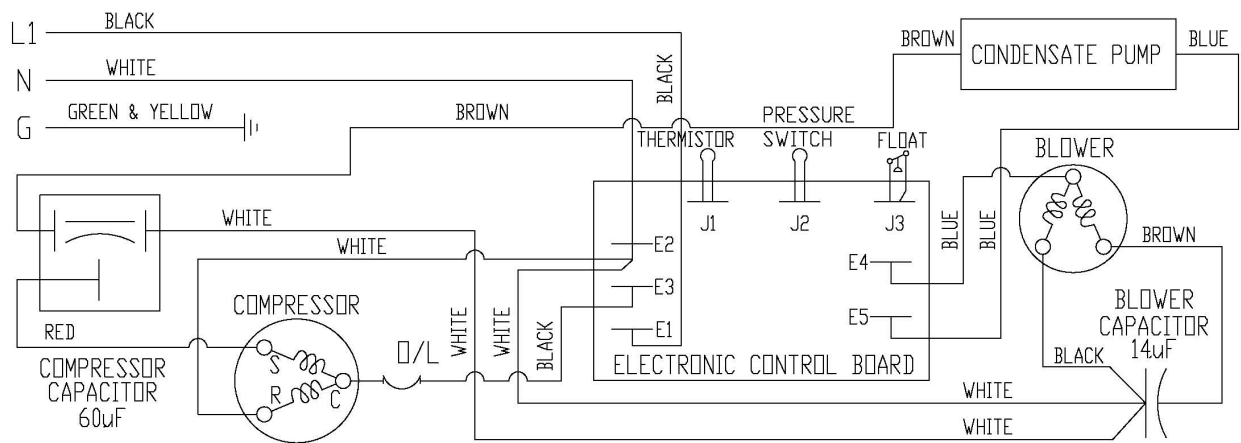 L1
BLACK
N
WHITE
G
GREEN & YELLOW
BROWN
BLACK
BROWN
CONDENSATE PUMP
BLUE
PRESSURE
THERMISTOR
SWITCH
FLOAT
BLOWER
J1
J2
J3
WHITE
WHITE
E2
E3
E1
E4
E5
BLUE
BLUE
BROWN
COMPRESSOR
S
R
C
O/L
WHITE
WHITE
BLACK
ELECTRONIC CONTROL BOARD
RED
COMPRESSOR
CAPACITOR
60uF
BLOWER
CAPACITOR
14uF
BLACK
WHITE
WHITE